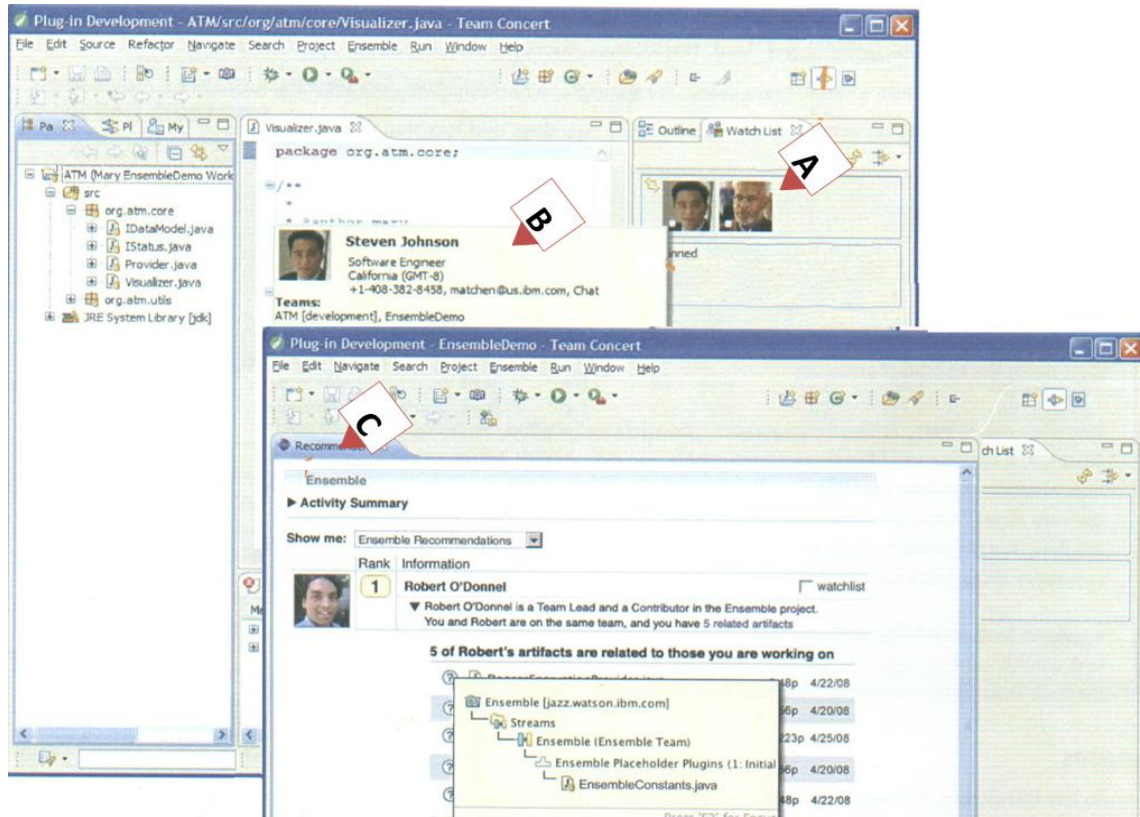 Plug-in Development - ATM/src/org/atm/core/Visualizer.java - Team Concert
File Edit Source Refactor Navigate Search Project Ensemble Run Window Help
Pa
Pl
My
ATM (Mary EnsembleDemo Work
src
org.atm.core
IDataModel.java
IStatus.java
Provider.java
Visualizer.java
org.atm.utils
JRE System Library [jdk]
Visualizer.java
package org.atm.core;
/**
*
* @author mary
B
Steven Johnson
Software Engineer
California (GMT-8)
+1-408-382-8458, matchen@us.ibm.com, Chat
Teams:
ATM [development], EnsembleDemo
Outline
Watch List
A
nned
Me
Plug-in Development - EnsembleDemo - Team Concert
File Edit Navigate Search Project Ensemble Run Window Help
C
ch List
Ensemble
Activity Summary
Show me: Ensemble Recommendations
Rank Information
1 Robert O'Donnel watchlist
Robert O'Donnel is a Team Lead and a Contributor in the Ensemble project.
You and Robert are on the same team, and you have 5 related artifacts
5 of Robert's artifacts are related to those you are working on
48p 4/22/08
4/20/08
223p 4/25/08
4/20/08
48p 4/22/08
Ensemble [jazz.watson.ibm.com]
Streams
Ensemble (Ensemble Team)
Ensemble Placeholder Plugins (1: Initial
EnsembleConstants.java